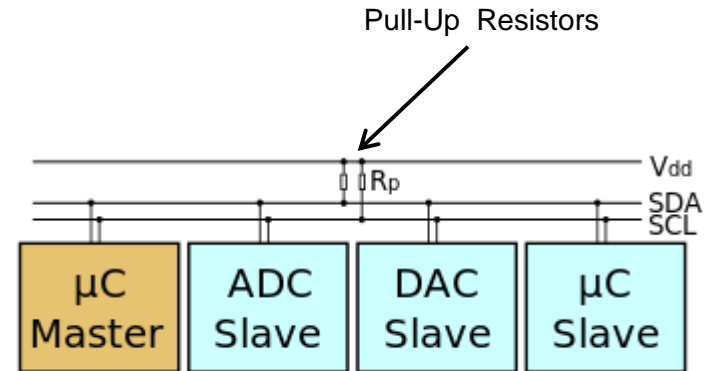 Pull-Up Resistors
Vdd
Rp
SDA
SCL
µC
Master
ADC
Slave
DAC
Slave
µC
Slave